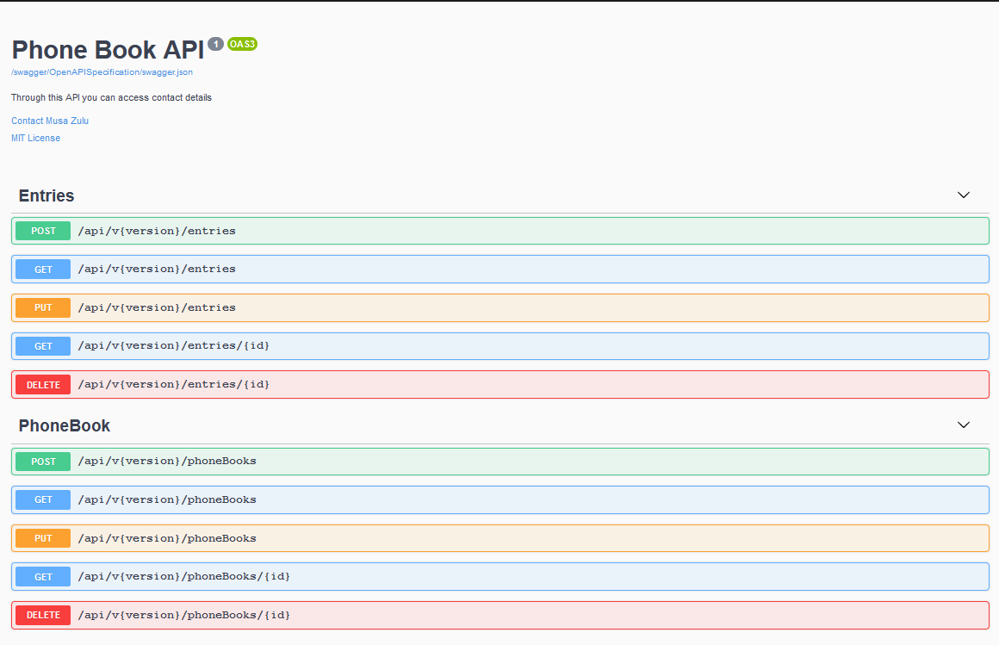 Phone Book API 1 OAS3
/swagger/OpenAPISpecification/swagger.json
Through this API you can access contact details
Contact Musa Zulu
MIT License
Entries
POST /api/v{version}/entries
GET /api/v{version}/entries
PUT /api/v{version}/entries
GET /api/v{version}/entries/{id}
DELETE /api/v{version}/entries/{id}
PhoneBook
POST /api/v{version}/phoneBooks
GET /api/v{version}/phoneBooks
PUT /api/v{version}/phoneBooks
GET /api/v{version}/phoneBooks/{id}
DELETE /api/v{version}/phoneBooks/{id}